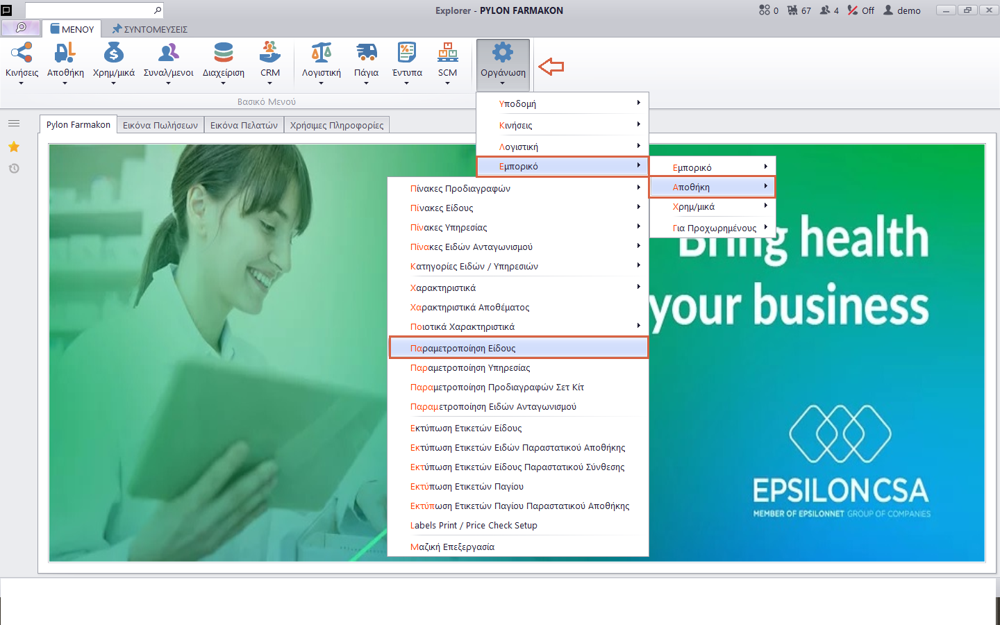 Explorer - PYLON FARMAKON
0
67
4
Off
demo
ΜΕΝΟΥ
ΣΥΝΤΟΜΕΥΣΕΙΣ
Κινήσεις
Αποθήκη
Χρημ/μικά
Συναλ/μενοι
Διαχείριση
CRM
Λογιστική
Πάγια
Έντυπα
SCM
Οργάνωση
Βασικό Μενού
Pylon Farmakon
Εικόνα Πωλήσεων
Εικόνα Πελατών
Χρήσιμες Πληροφορίες
Υποδομή
Κινήσεις
Λογιστική
Εμπορικό
Εμπορικό
Αποθήκη
Χρημ/μικά
Για Προχωρημένους
Πίνακες Προδιαγραφών
Πίνακες Είδους
Πίνακες Υπηρεσίας
Πίνακες Ειδών Ανταγωνισμού
Κατηγορίες Ειδών / Υπηρεσιών
Χαρακτηριστικά
Χαρακτηριστικά Αποθέματος
Ποιοτικά Χαρακτηριστικά
Παραμετροποίηση Είδους
Παραμετροποίηση Υπηρεσίας
Παραμετροποίηση Προδιαγραφών Σετ Κίτ
Παραμετροποίηση Ειδών Ανταγωνισμού
Εκτύπωση Ετικετών Είδους
Εκτύπωση Ετικετών Ειδών Παραστατικού Αποθήκης
Εκτύπωση Ετικετών Είδους Παραστατικού Σύνθεσης
Εκτύπωση Ετικετών Παγίου
Εκτύπωση Ετικετών Παγίου Παραστατικού Αποθήκης
Labels Print / Price Check Setup
Μαζική Επεξεργασία
Bring health
your business
EPSILON CSA
MEMBER OF EPSILONNET GROUP OF COMPANIES